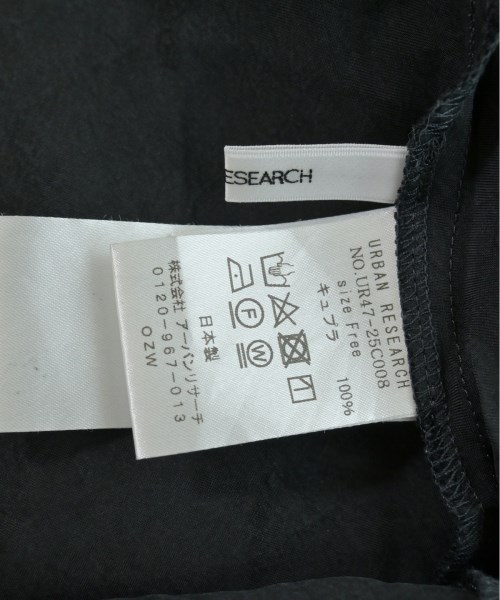 ESEARCH
URBAN RESEARCH
NO.UR47-25C008
size Free
キュプラ 100%
日本製
株式会社 アーバンリサーチ
0120-967-013
OZW